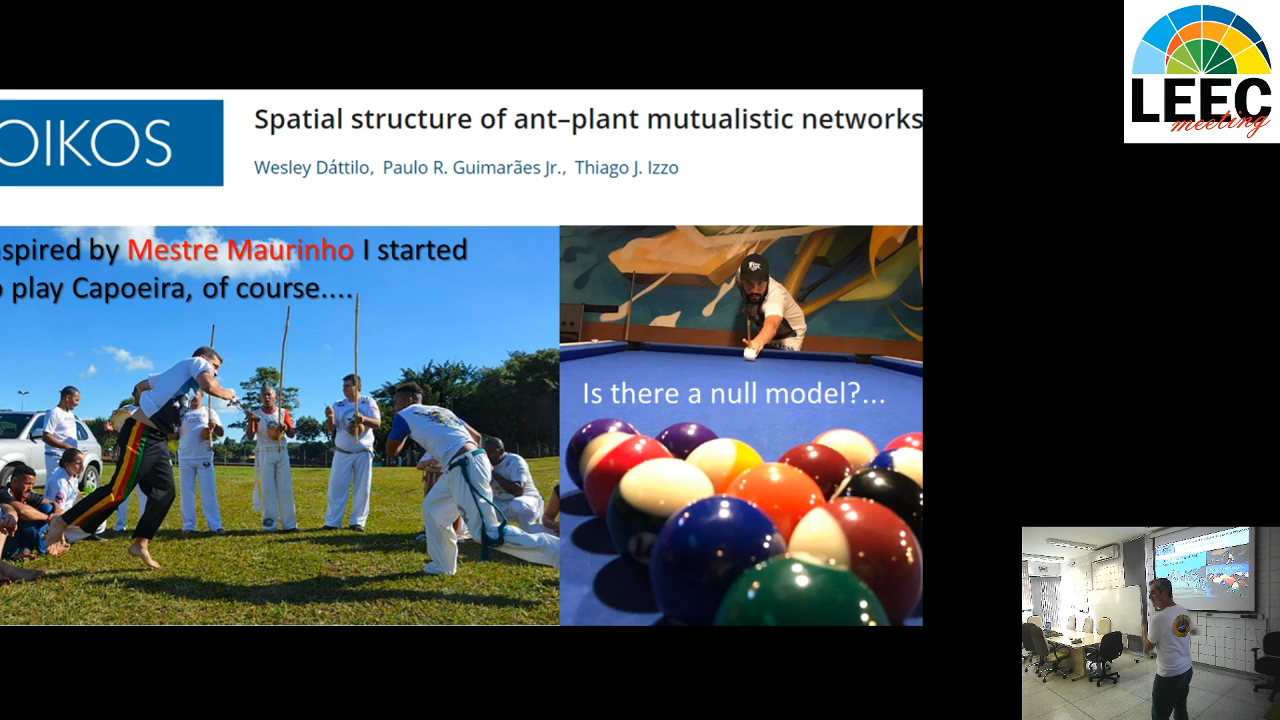 OIKOS
Spatial structure of ant–plant mutualistic networks
Wesley Dáttilo, Paulo R. Guimarães Jr., Thiago J. Izzo
nspired by Mestre Maurinho I started
o play Capoeira, of course....
Is there a null model?...
LEEC
meeting